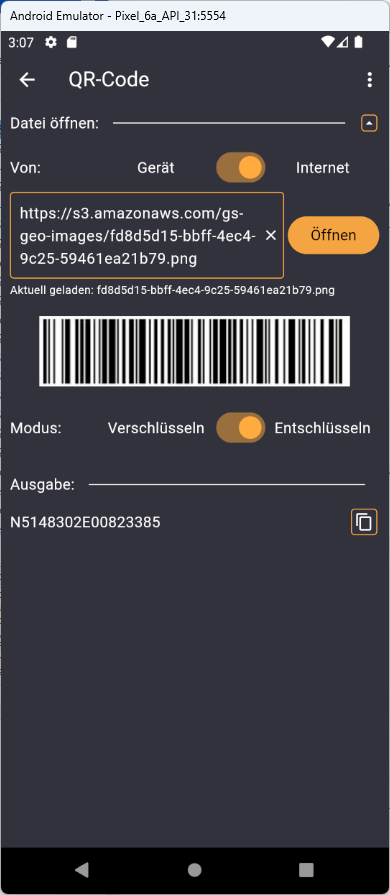 Android Emulator - Pixel_6a_API_31:5554
3:07
QR-Code
Datei öffnen:
Von: Gerät Internet
https://s3.amazonaws.com/gs-
geo-images/fd8d5d15-bbff-4ec4-
9c25-59461ea21b79.png
Öffnen
Aktuell geladen: fd8d5d15-bbff-4ec4-9c25-59461ea21b79.png
Modus: Verschlüsseln Entschlüsseln
Ausgabe:
N5148302E00823385